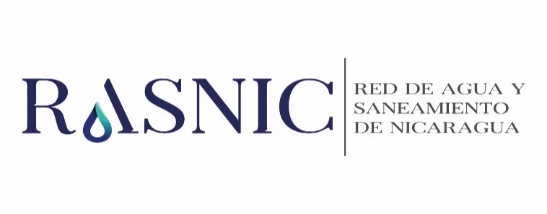 RASNIC
RED DE AGUA Y
SANEAMIENTO
DE NICARAGUA